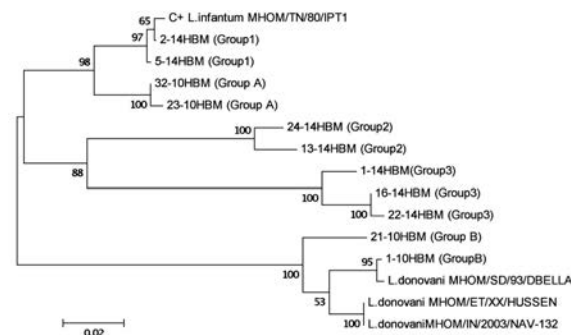 65
C+ L.infantum MHOM/TN/80/IPT1
97
2-14HBM (Group1)
5-14HBM (Group1)
98
32-10HBM (Group A)
100
23-10HBM (Group A)
24-14HBM (Group2)
100
13-14HBM (Group2)
88
1-14HBM(Group3)
16-14HBM (Group3)
100
22-14HBM (Group3)
100
21-10HBM (Group B)
100
95
1-10HBM (GroupB)
L.donovani MHOM/SD/93/DBELLA
53
L.donovani MHOM/ET/XX/HUSSEN
100
L.donovaniMHOM/IN/2003/NAV-132
0.02